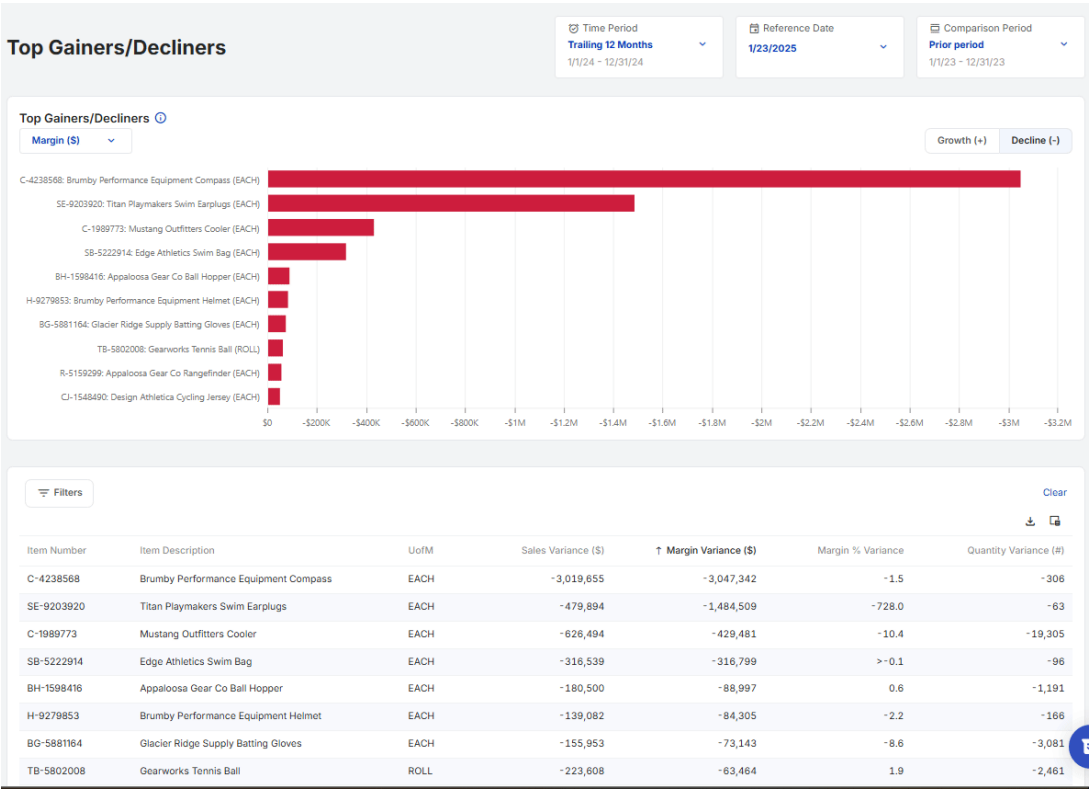 Top Gainers/Decliners
Time Period
Trailing 12 Months
1/1/24 - 12/31/24
Reference Date
1/23/2025
Comparison Period
Prior period
1/1/23 - 12/31/23
Top Gainers/Decliners
Margin ($)
Growth (+) Decline (-)
C-4238568: Brumby Performance Equipment Compass (EACH)
SE-9203920: Titan Playmakers Swim Earplugs (EACH)
C-1989773: Mustang Outfitters Cooler (EACH)
SB-5222914: Edge Athletics Swim Bag (EACH)
BH-1598416: Appaloosa Gear Co Ball Hopper (EACH)
H-9279853: Brumby Performance Equipment Helmet (EACH)
BG-5881164: Glacier Ridge Supply Batting Gloves (EACH)
TB-5802008: Gearworks Tennis Ball (ROLL)
R-5159299: Appaloosa Gear Co Rangefinder (EACH)
CJ-1548490: Design Athletica Cycling Jersey (EACH)
$0 -$200K -$400K -$600K -$800K -$1M -$1.2M -$1.4M -$1.6M -$1.8M -$2M -$2.2M -$2.4M -$2.6M -$2.8M -$3M -$3.2M
Filters
Clear
Item Number Item Description UofM Sales Variance ($) ↑ Margin Variance ($) Margin % Variance Quantity Variance (#)
C-4238568 Brumby Performance Equipment Compass EACH -3,019,655 -3,047,342 -1.5 -306
SE-9203920 Titan Playmakers Swim Earplugs EACH -479,894 -1,484,509 -728.0 -63
C-1989773 Mustang Outfitters Cooler EACH -626,494 -429,481 -10.4 -19,305
SB-5222914 Edge Athletics Swim Bag EACH -316,539 -316,799 >-0.1 -96
BH-1598416 Appaloosa Gear Co Ball Hopper EACH -180,500 -88,997 0.6 -1,191
H-9279853 Brumby Performance Equipment Helmet EACH -139,082 -84,305 -2.2 -166
BG-5881164 Glacier Ridge Supply Batting Gloves EACH -155,953 -73,143 -8.6 -3,081
TB-5802008 Gearworks Tennis Ball ROLL -223,608 -63,464 1.9 -2,461